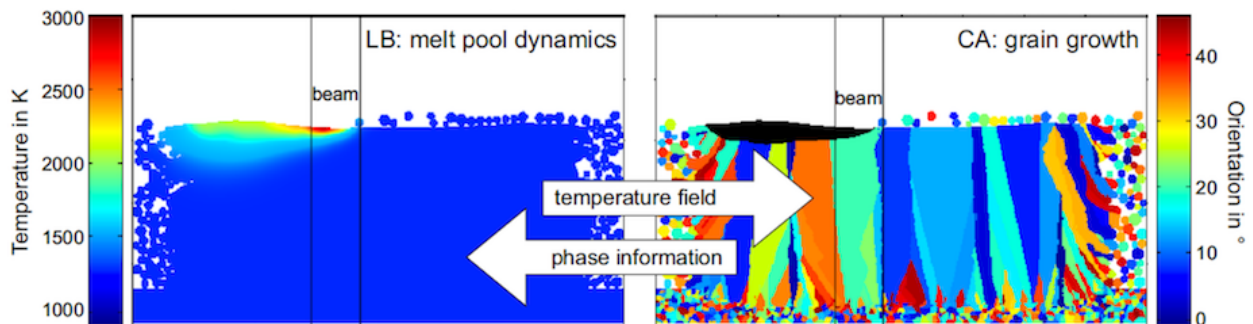 3000
2500
2000
1500
1000
Temperature in K
LB: melt pool dynamics
beam
CA: grain growth
beam
temperature field
phase information
40
30
20
10
0
Orientation in °